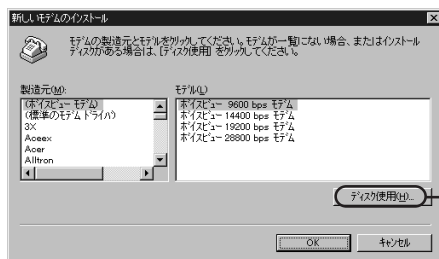 新しいモデムのインストール
モデムの製造元とモデルをクリックしてください。モデムが一覧にない場合、またはインストール
ディスクがある場合は、[ディスク使用] をクリックしてください。
製造元(M):
(ボイスビュー モデム)
(標準のモデム ドライバ)
3X
Aceex
Acer
Alltron
モデル(L)
ボイスビュー 9600 bps モデム
ボイスビュー 14400 bps モデム
ボイスビュー 19200 bps モデム
ボイスビュー 28800 bps モデム
ディスク使用(H)...
OK
キャンセル